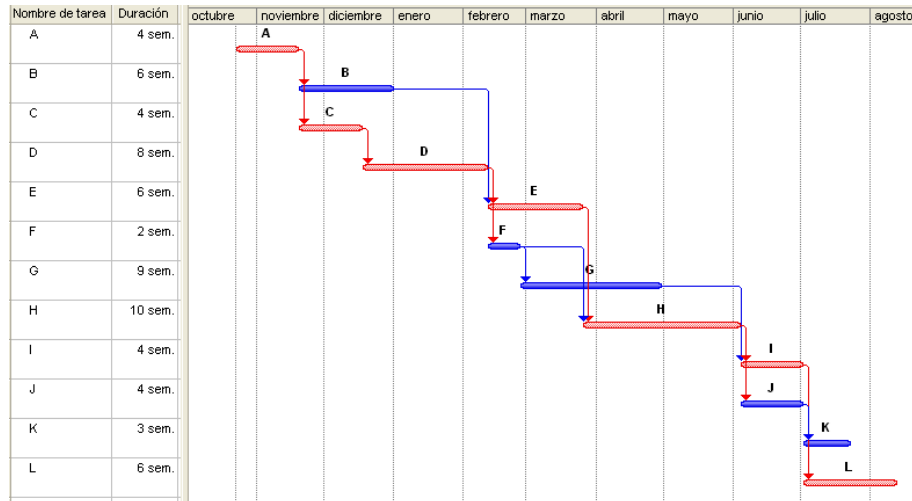 Nombre de tarea Duración octubre noviembre diciembre enero febrero marzo abril mayo junio julio agosto
A 4 sem. A
B 6 sem. B
C 4 sem. C
D 8 sem. D
E 6 sem. E
F 2 sem. F
G 9 sem. G
H 10 sem. H
I 4 sem. I
J 4 sem. J
K 3 sem. K
L 6 sem. L